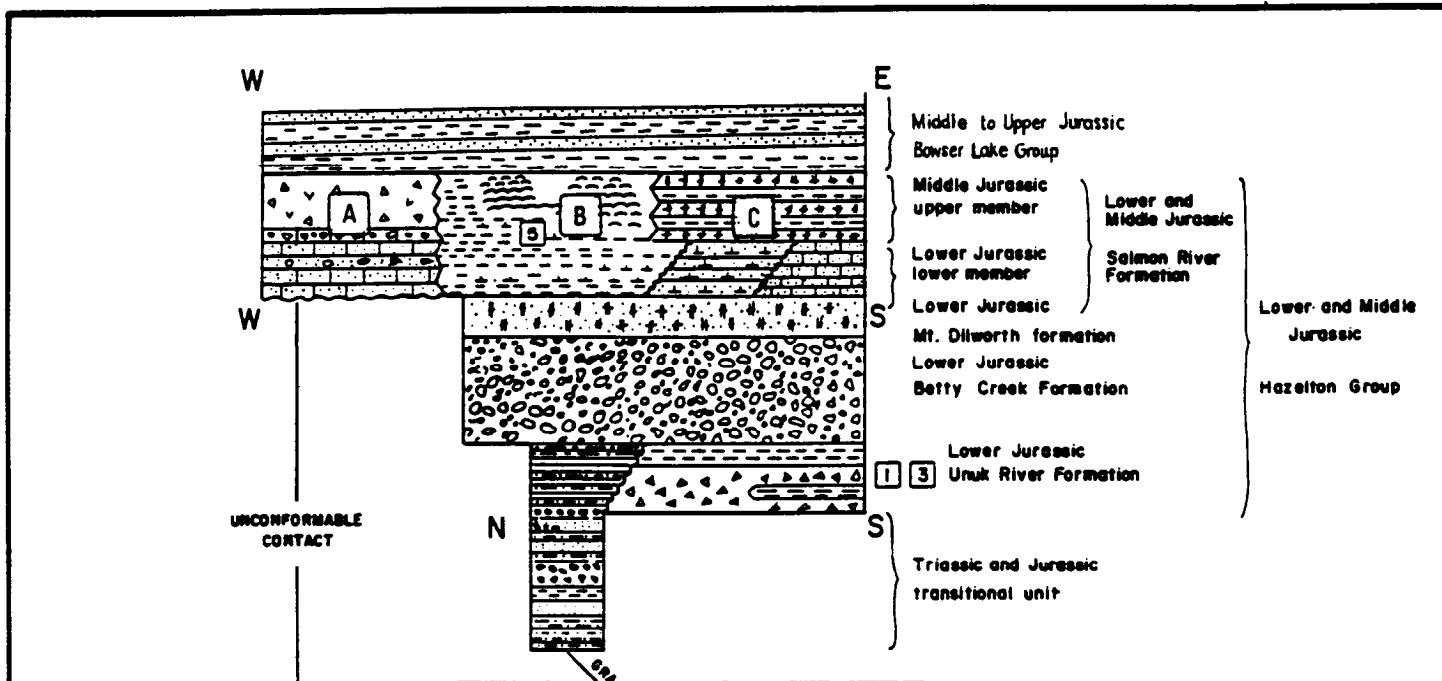 W
E
Middle to Upper Jurassic
Bowser Lake Group
A
B
5
C
Middle Jurassic
upper member
Lower Jurassic
lower member
Lower and
Middle Jurassic
Salmon River
Formation
W
S
Lower Jurassic
Mt. Dilworth formation
Lower Jurassic
Betty Creek Formation
Lower and Middle
Jurassic
Hazelton Group
1
3
Lower Jurassic
Unuk River Formation
UNCONFORMABLE
CONTACT
N
S
Triassic and Jurassic
transitional unit
GRA